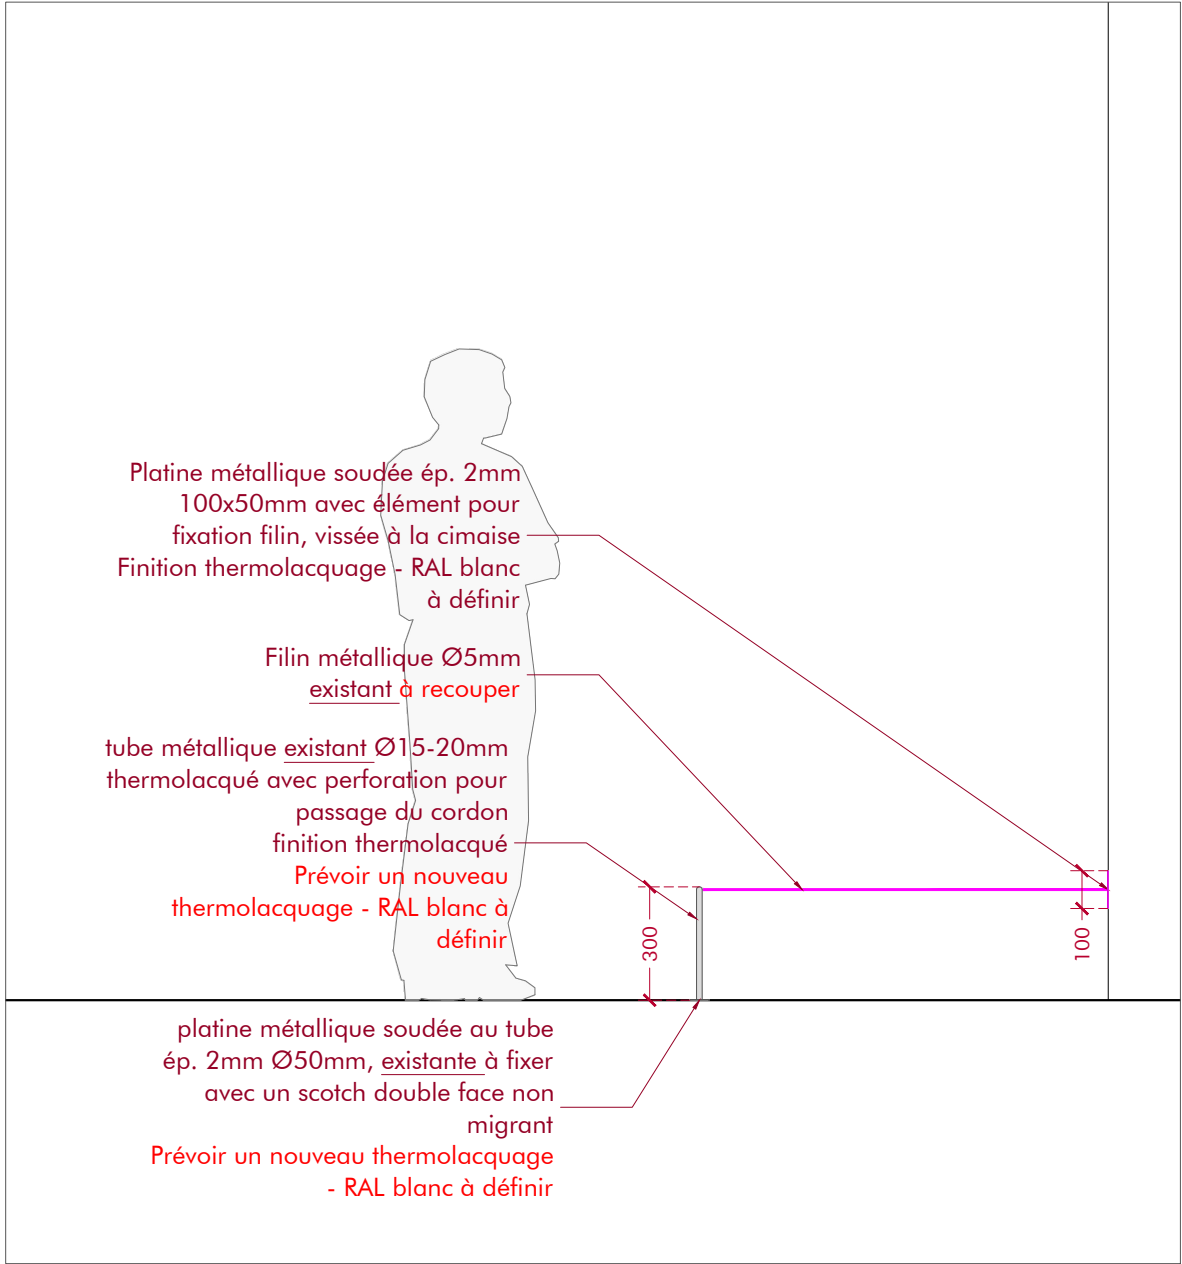 Platine métallique soudée ép. 2mm
100x50mm avec élément pour
fixation filin, vissée à la cimaise
Finition thermolacquage - RAL blanc
à définir
Filin métallique Ø5mm
existant à recouper
tube métallique existant Ø15-20mm
thermolacqué avec perforation pour
passage du cordon
finition thermolacqué
Prévoir un nouveau
thermolacquage - RAL blanc à
définir
300
100
platine métallique soudée au tube
ép. 2mm Ø50mm, existante à fixer
avec un scotch double face non
migrant
Prévoir un nouveau thermolacquage
- RAL blanc à définir